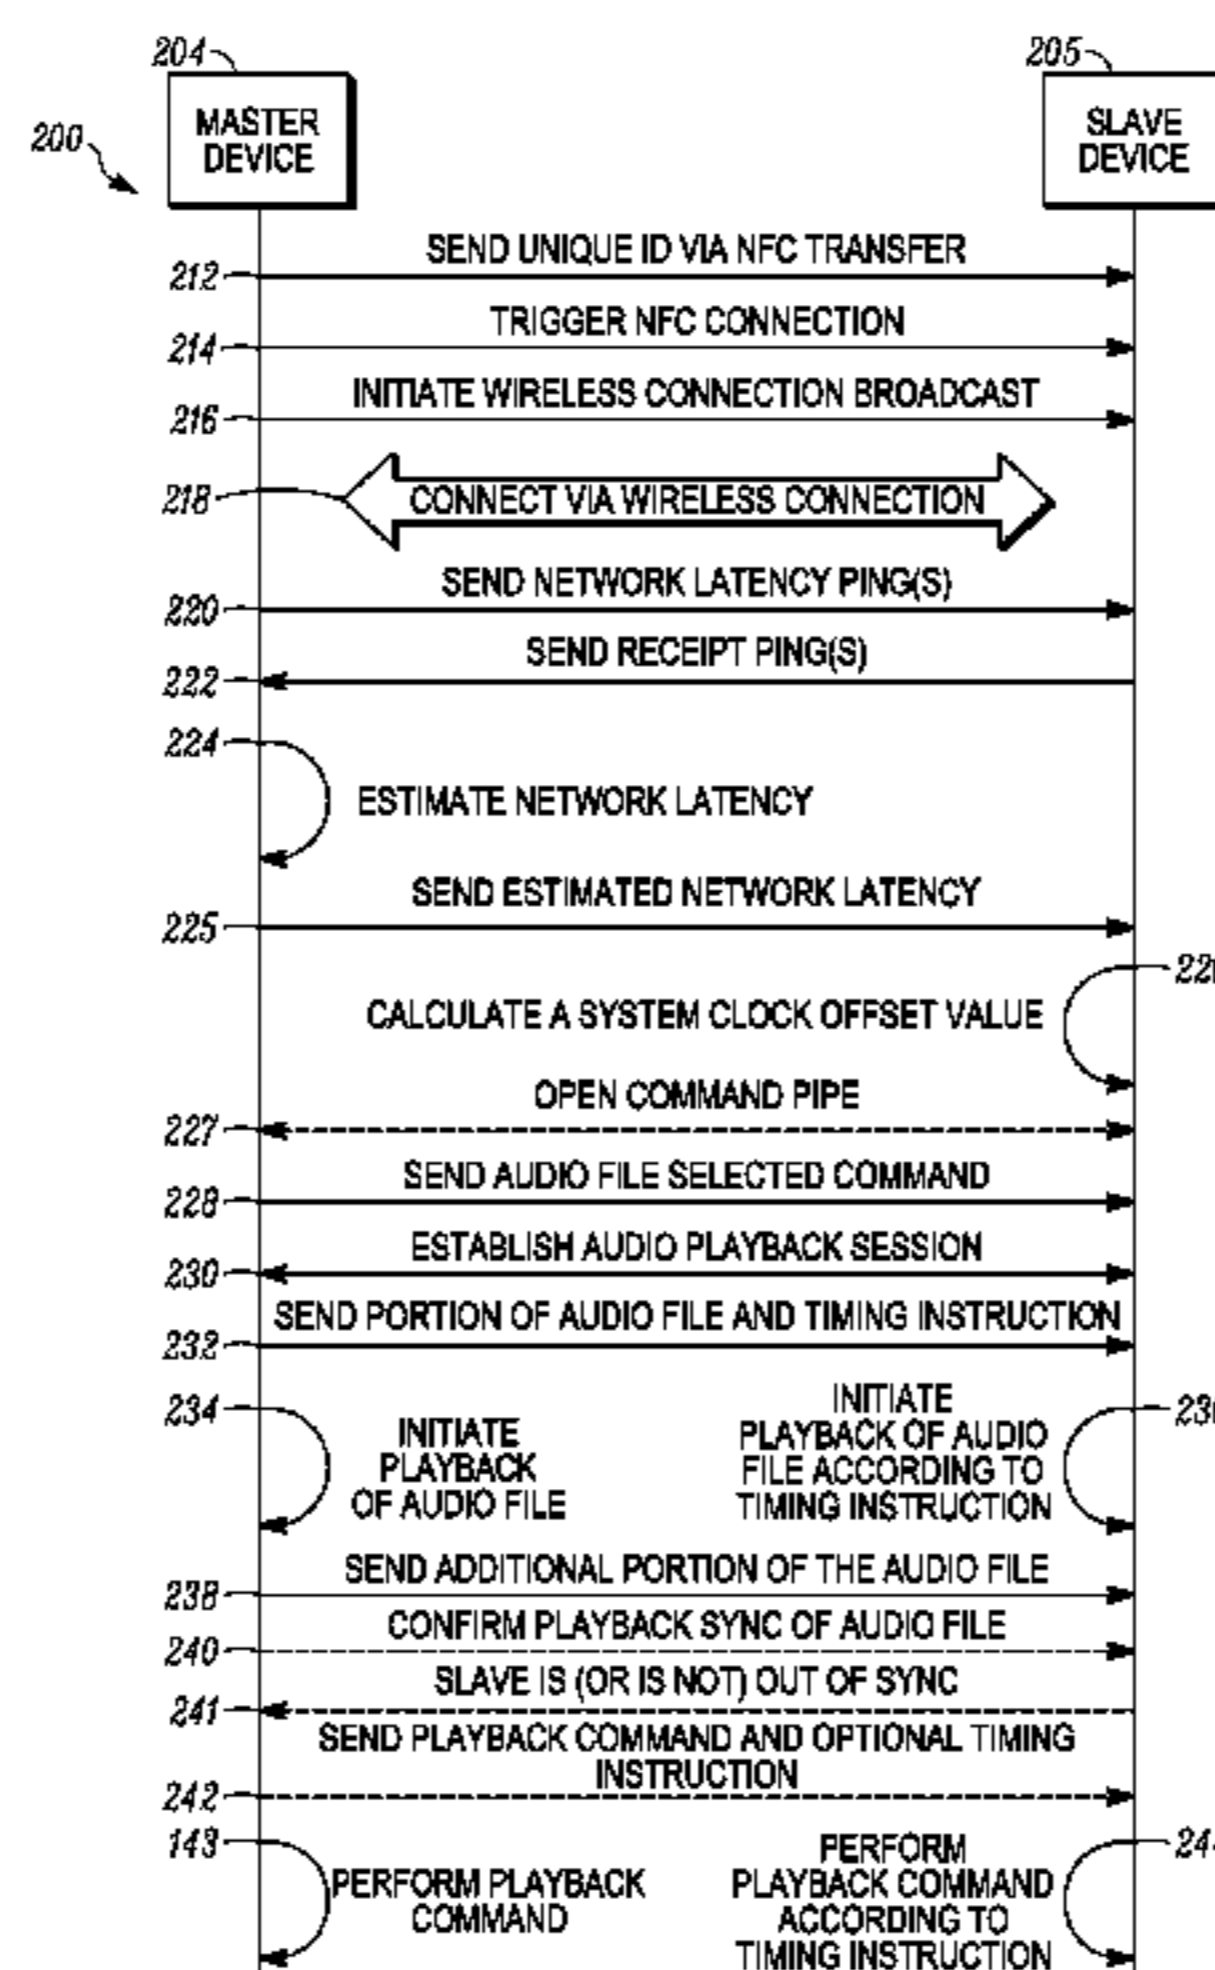 204
205
200
MASTER
DEVICE
SLAVE
DEVICE
SEND UNIQUE ID VIA NFC TRANSFER
212
TRIGGER NFC CONNECTION
214
INITIATE WIRELESS CONNECTION BROADCAST
216
218
CONNECT VIA WIRELESS CONNECTION
SEND NETWORK LATENCY PING(S)
220
SEND RECEIPT PING(S)
222
224
ESTIMATE NETWORK LATENCY
SEND ESTIMATED NETWORK LATENCY
225
CALCULATE A SYSTEM CLOCK OFFSET VALUE
OPEN COMMAND PIPE
227
SEND AUDIO FILE SELECTED COMMAND
228
ESTABLISH AUDIO PLAYBACK SESSION
230
SEND PORTION OF AUDIO FILE AND TIMING INSTRUCTION
232
234
INITIATE
PLAYBACK
OF AUDIO FILE
INITIATE
PLAYBACK OF AUDIO
FILE ACCORDING TO
TIMING INSTRUCTION
SEND ADDITIONAL PORTION OF THE AUDIO FILE
238
CONFIRM PLAYBACK SYNC OF AUDIO FILE
240
SLAVE IS (OR IS NOT) OUT OF SYNC
241
SEND PLAYBACK COMMAND AND OPTIONAL TIMING
INSTRUCTION
242
143
PERFORM PLAYBACK
COMMAND
PERFORM
PLAYBACK COMMAND
ACCORDING TO
TIMING INSTRUCTION